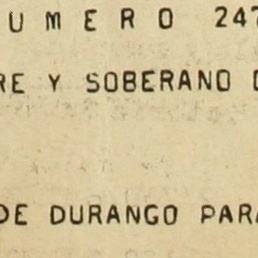 UMERO 247
RE Y SOBERANO D
DE DURANGO PARA